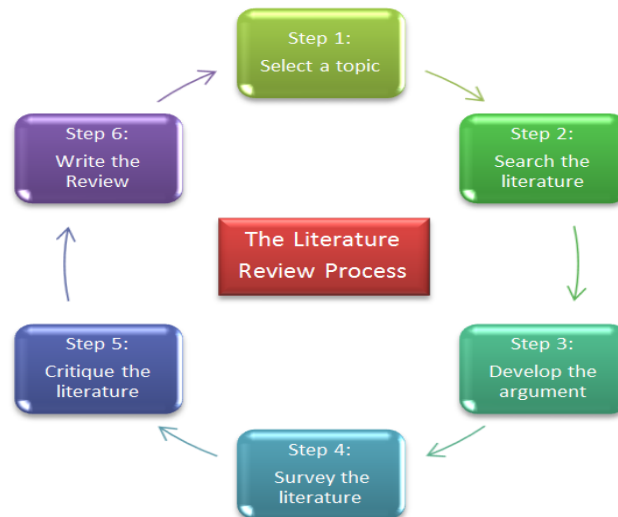 Step 1:
Select a topic
Step 2:
Search the
literature
Step 3:
Develop the
argument
Step 4:
Survey the
literature
Step 5:
Critique the
literature
Step 6:
Write the
Review
The Literature
Review Process